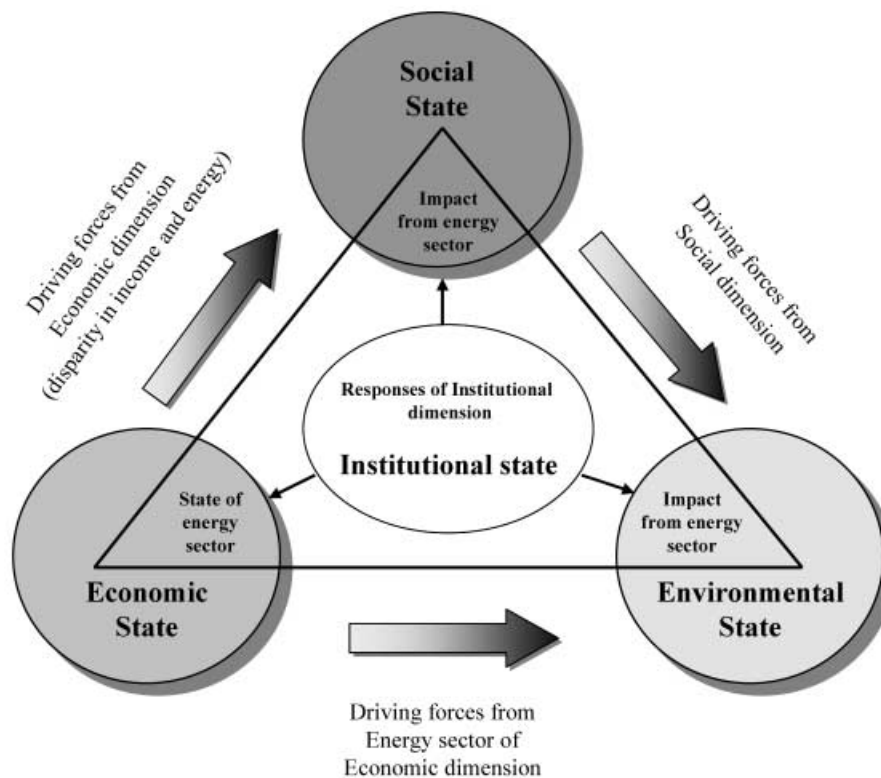 Social
State
Impact
from energy
sector
Driving forces from
Economic dimension
(disparity in income and energy)
Driving forces from
Social dimension
Responses of Institutional
dimension
Institutional state
State of
energy
sector
Economic
State
Impact
from energy
sector
Environmental
State
Driving forces from
Energy sector of
Economic dimension